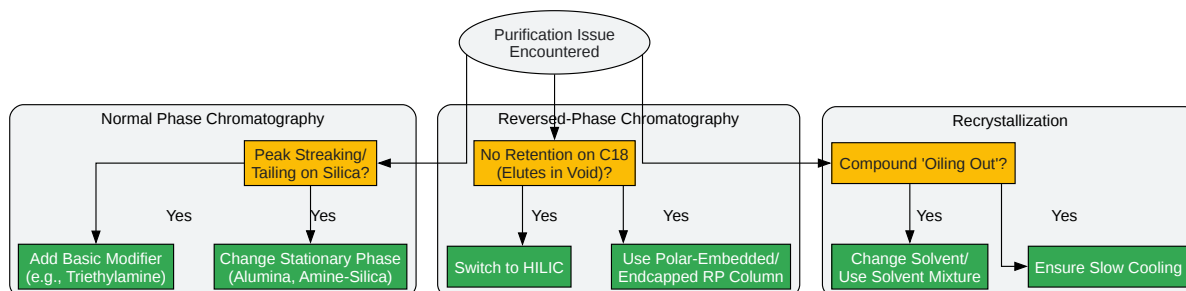 Purification Issue
Encountered
Normal Phase Chromatography
Reversed-Phase Chromatography
Recrystallization
Peak Streaking/
Tailing on Silica?
No Retention on C18
(Elutes in Void)?
Compound 'Oiling Out'?
Yes
Yes
Yes
Yes
Yes
Yes
Add Basic Modifier
(e.g., Triethylamine)
Change Stationary Phase
(Alumina, Amine-Silica)
Switch to HILIC
Use Polar-Embedded/
Endcapped RP Column
Change Solvent/
Use Solvent Mixture
Ensure Slow Cooling